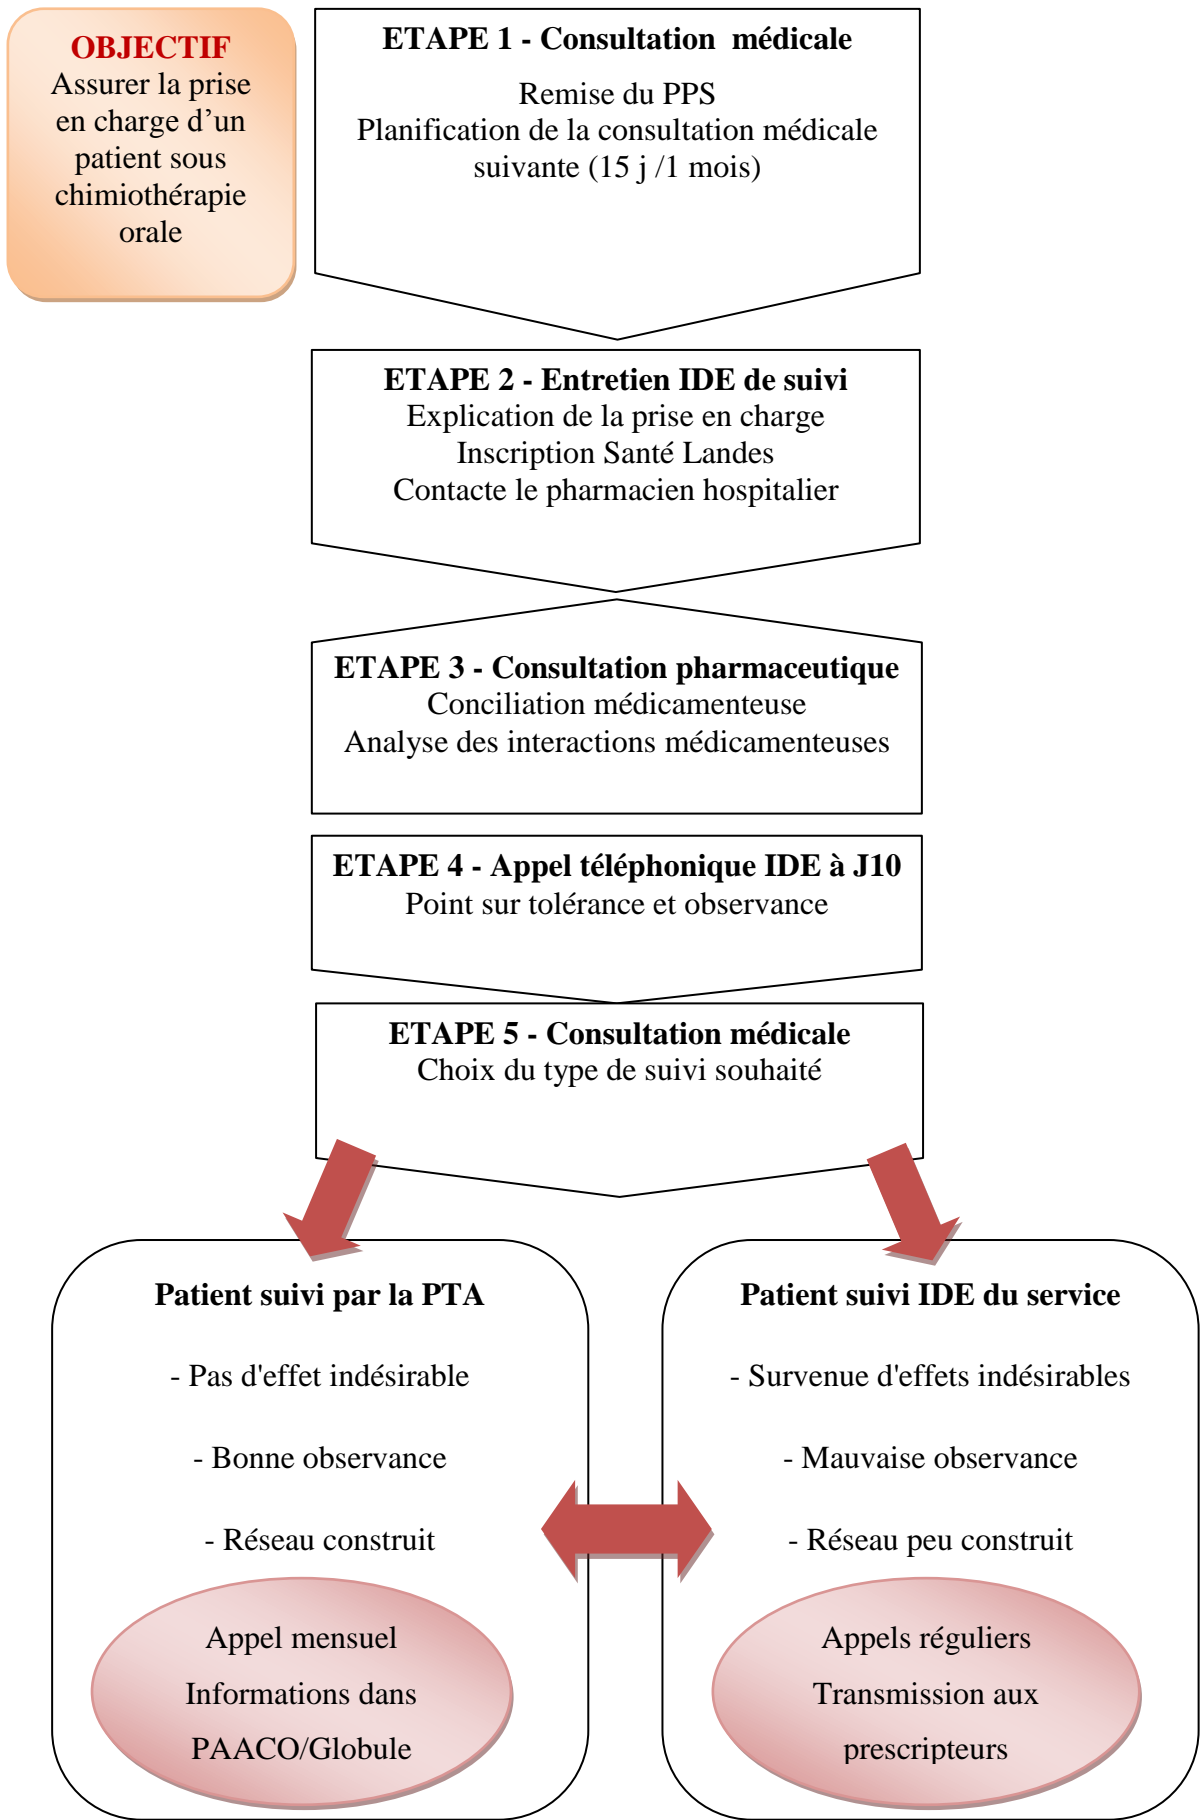 OBJECTIF
Assurer la prise
en charge d’un
patient sous
chimiothérapie
orale
ETAPE 1 - Consultation médicale
Remise du PPS
Planification de la consultation médicale
suivante (15 j /1 mois)
ETAPE 2 - Entretien IDE de suivi
Explication de la prise en charge
Inscription Santé Landes
Contacte le pharmacien hospitalier
ETAPE 3 - Consultation pharmaceutique
Conciliation médicamenteuse
Analyse des interactions médicamenteuses
ETAPE 4 - Appel téléphonique IDE à J10
Point sur tolérance et observance
ETAPE 5 - Consultation médicale
Choix du type de suivi souhaité
Patient suivi par la PTA
- Pas d'effet indésirable
- Bonne observance
- Réseau construit
Appel mensuel
Informations dans
PAACO/Globule
Patient suivi IDE du service
- Survenue d'effets indésirables
- Mauvaise observance
- Réseau peu construit
Appels réguliers
Transmission aux
prescripteurs